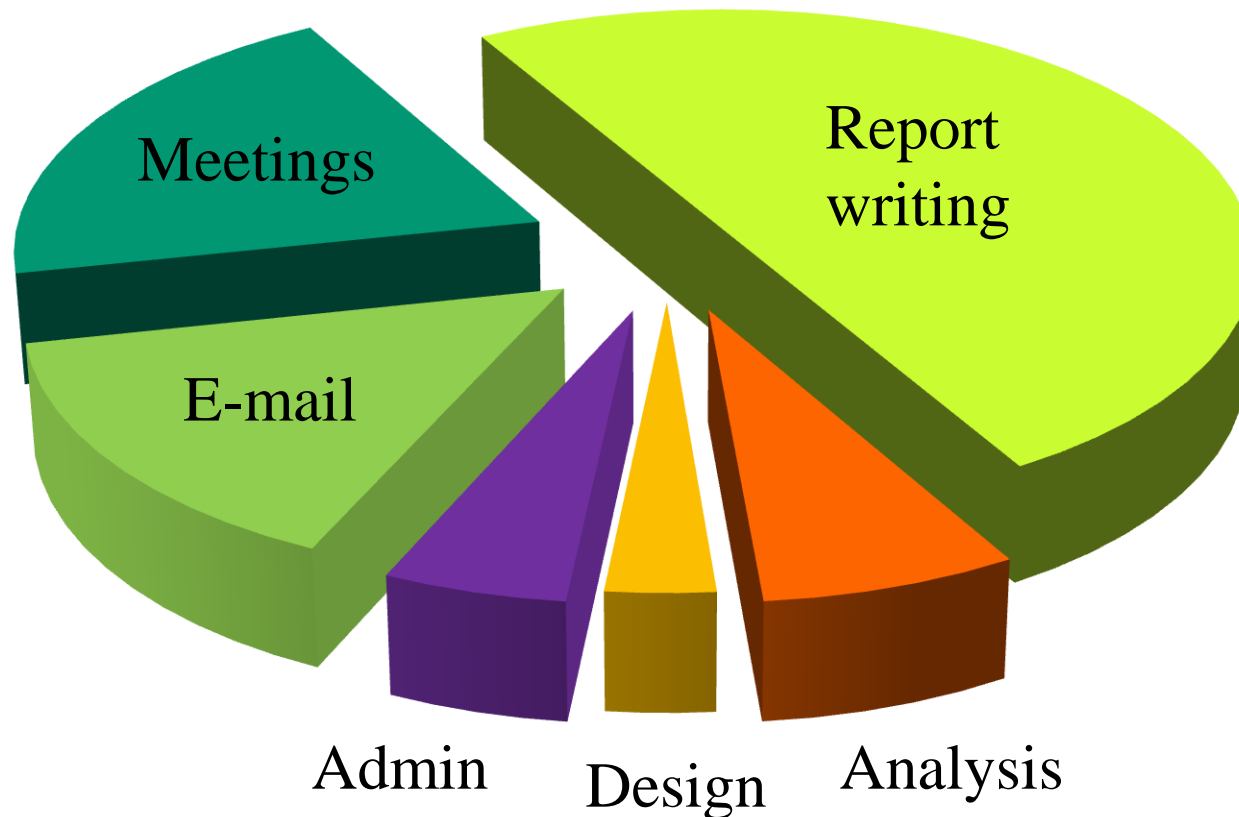 Report
writing
Meetings
E-mail
Admin
Design
Analysis